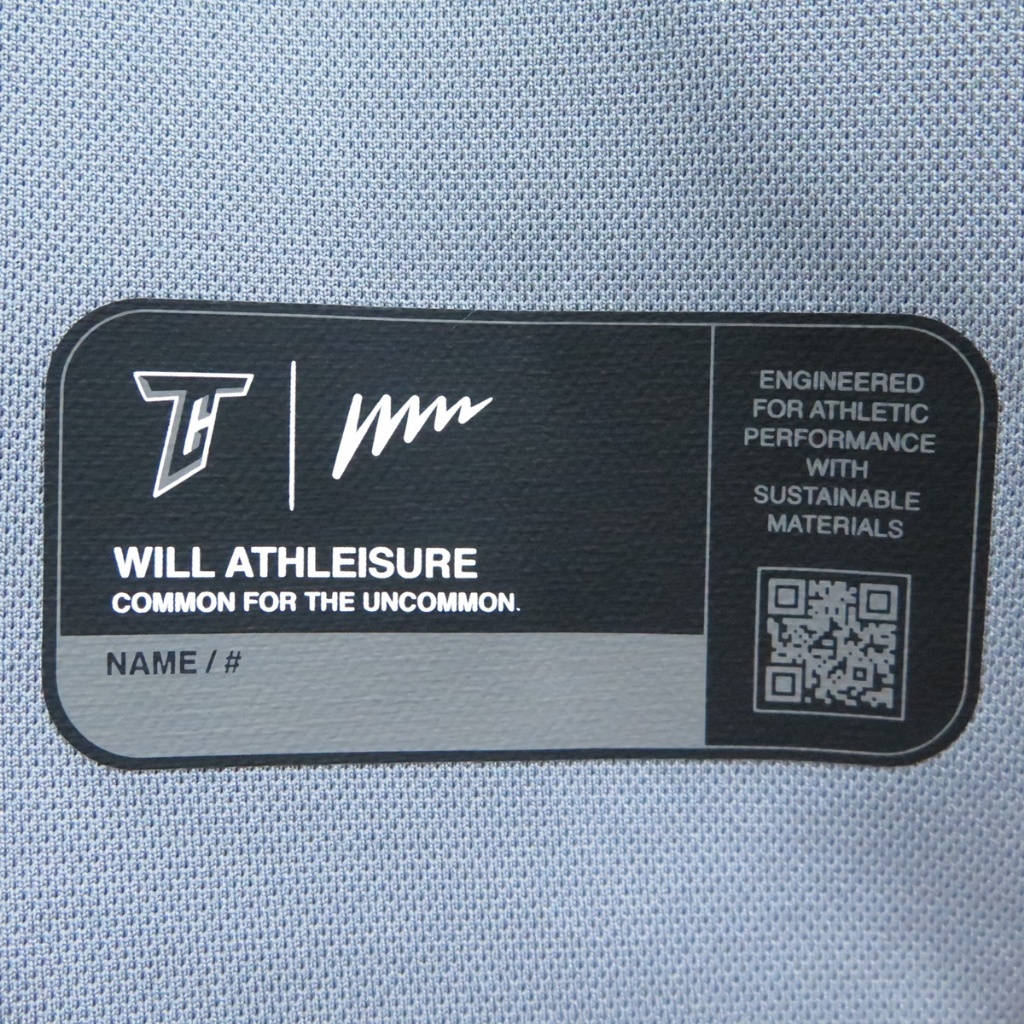 WILL ATHLEISURE
COMMON FOR THE UNCOMMON.
NAME / #
ENGINEERED
FOR ATHLETIC
PERFORMANCE
WITH
SUSTAINABLE
MATERIALS